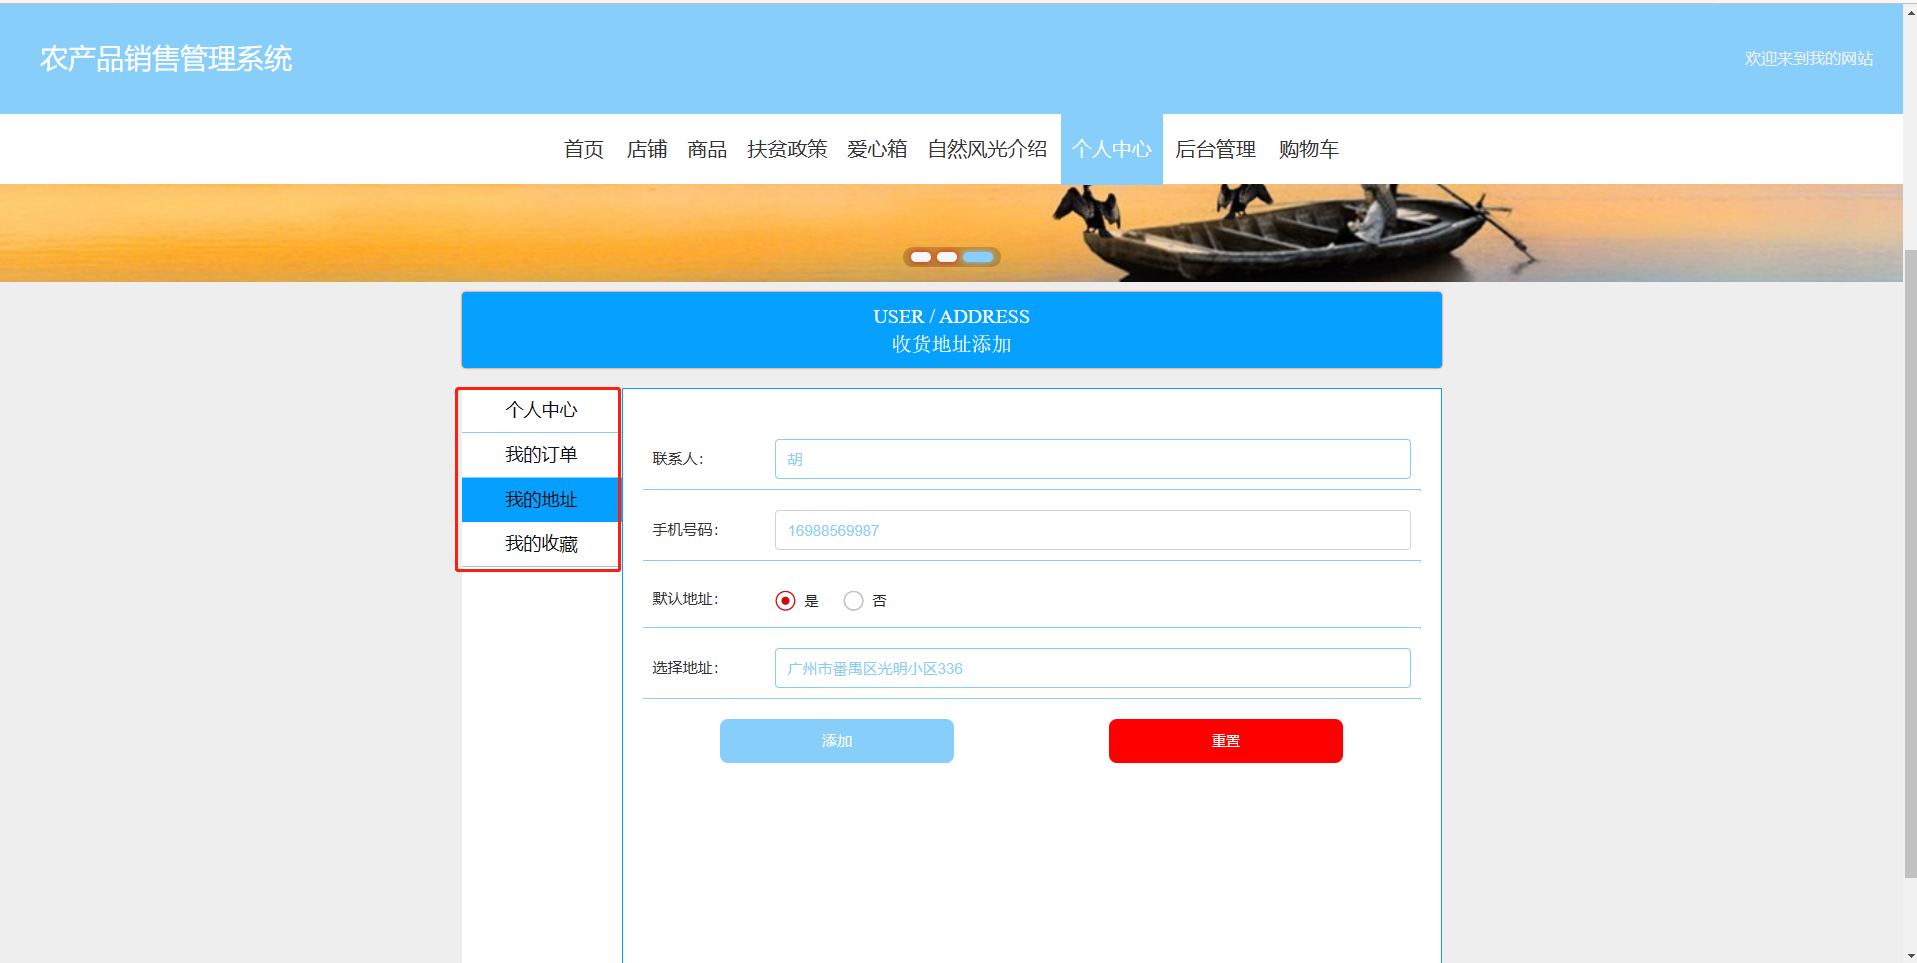 农产品销售管理系统
欢迎来到我的网站
首页 店铺 商品 扶贫政策 爱心箱 自然风光介绍 个人中心 后台管理 购物车
USER / ADDRESS
收货地址添加
个人中心
我的订单
我的地址
我的收藏
联系人： 胡
手机号码： 16988569987
默认地址： 是 否
选择地址： 广州市番禺区光明小区336
添加 重置